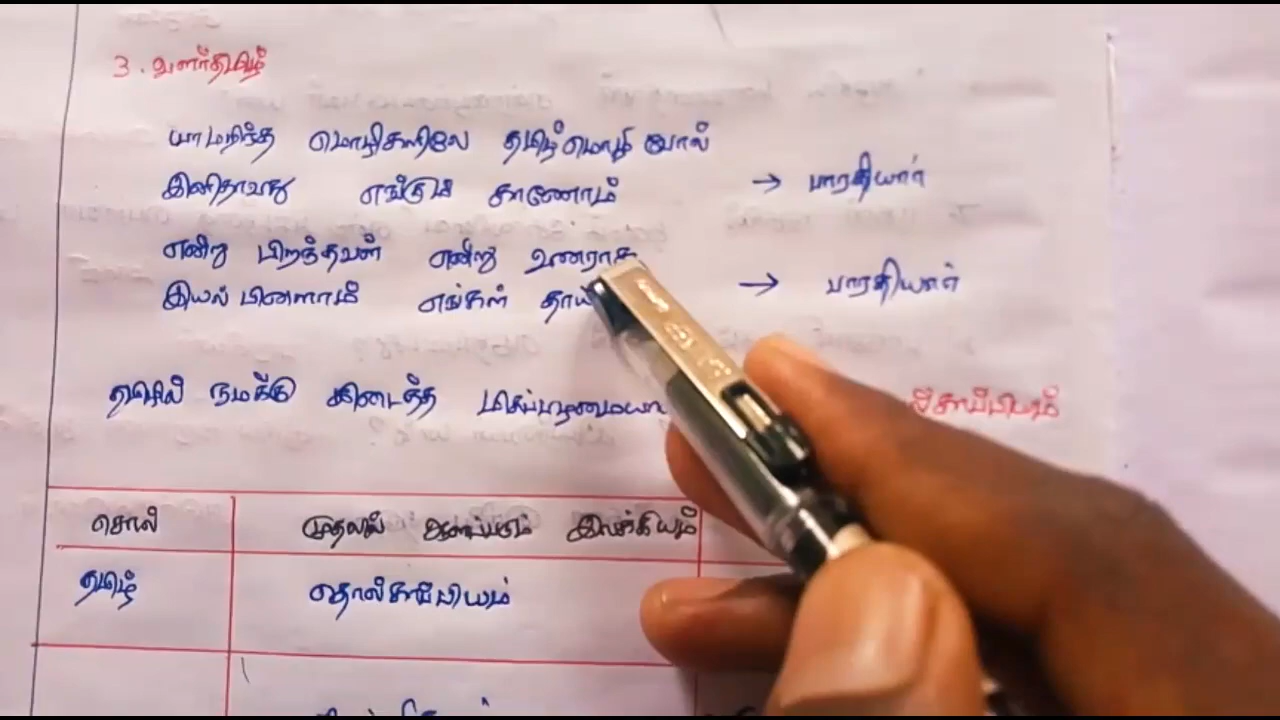 3. வளர்தமிழ்
யாமறிந்த மொழிகளிலே தமிழ்மொழி போல்
இனிதாவது எங்கும் காணோம் → பாரதியார்
என்று பிறந்தவள் என்று உணராத
இயல்பினளாம் எங்கள் தாய் → பாரதியார்
தமிழில் நமக்கு கிடைத்த மிகப்பழமையா
சொல் முதலில் ஆளப்படும் இலக்கியம்
தமிழ் தொல்காப்பியம்